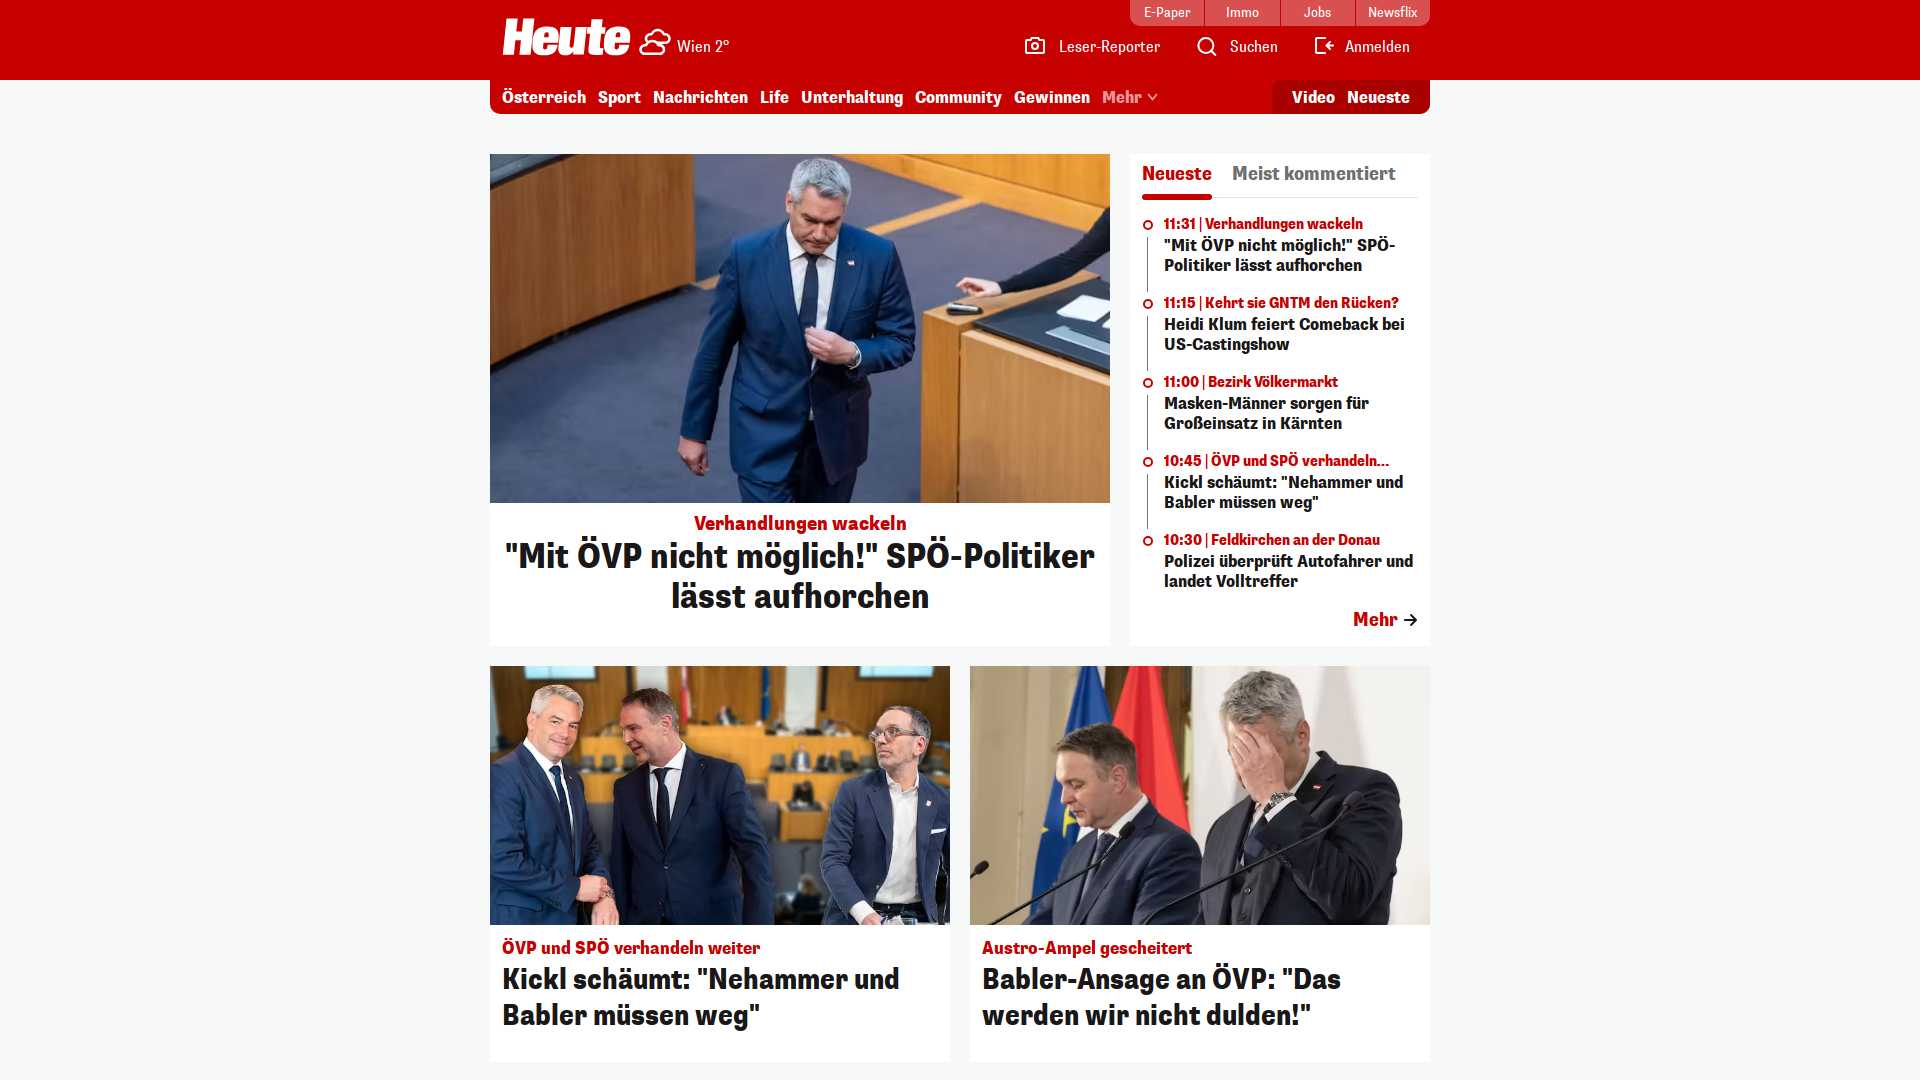 E-Paper
Immo
Jobs
Newsflix
Heute
Wien 2°
Leser-Reporter
Suchen
Anmelden
Österreich
Sport
Nachrichten
Life
Unterhaltung
Community
Gewinnen
Mehr
Video
Neueste
Verhandlungen wackeln
"Mit ÖVP nicht möglich!" SPÖ-Politiker
lässt aufhorchen
Neueste
Meist kommentiert
11:31 | Verhandlungen wackeln
"Mit ÖVP nicht möglich!" SPÖ-
Politiker lässt aufhorchen
11:15 | Kehrt sie GNTM den Rücken?
Heidi Klum feiert Comeback bei
US-Castingshow
11:00 | Bezirk Völkermarkt
Masken-Männer sorgen für
Großeinsatz in Kärnten
10:45 | ÖVP und SPÖ verhandeln...
Kickl schäumt: "Nehammer und
Babler müssen weg"
10:30 | Feldkirchen an der Donau
Polizei überprüft Autofahrer und
landet Volltreffer
Mehr
ÖVP und SPÖ verhandeln weiter
Kickl schäumt: "Nehammer und
Babler müssen weg"
Austro-Ampel gescheitert
Babler-Ansage an ÖVP: "Das
werden wir nicht dulden!"